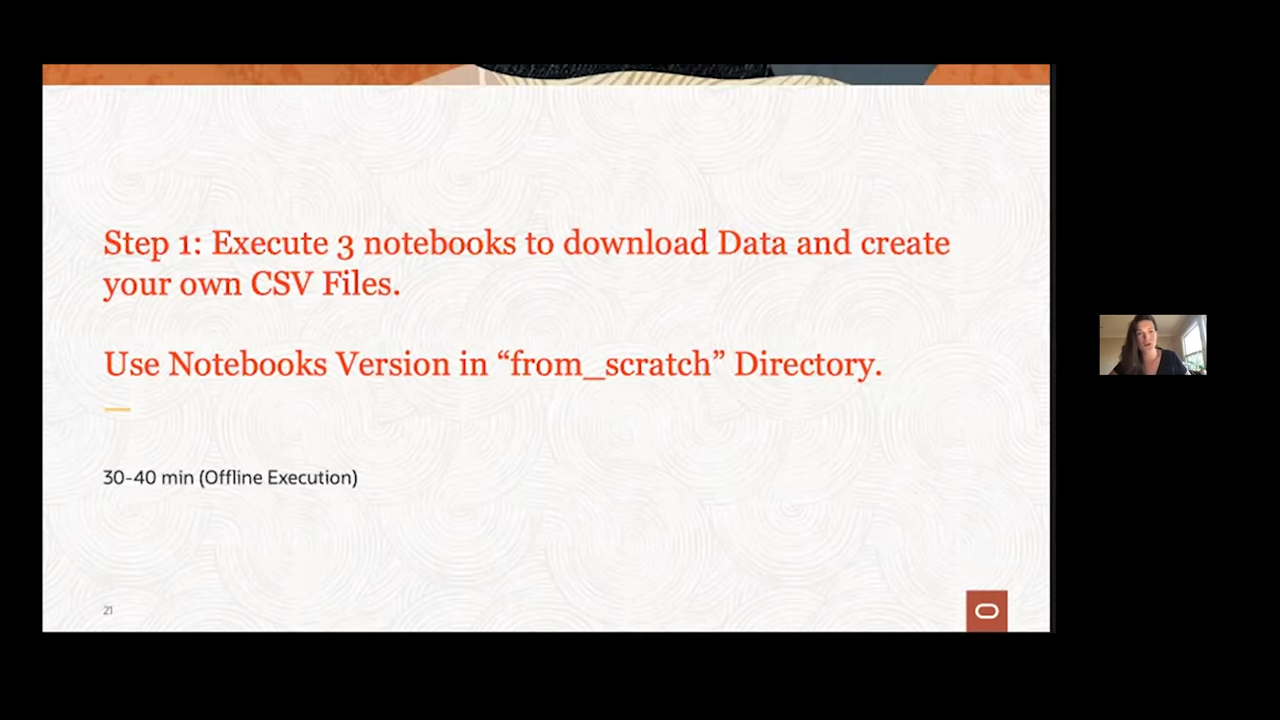 Step 1: Execute 3 notebooks to download Data and create
your own CSV Files.
Use Notebooks Version in “from_scratch” Directory.
30-40 min (Offline Execution)
21